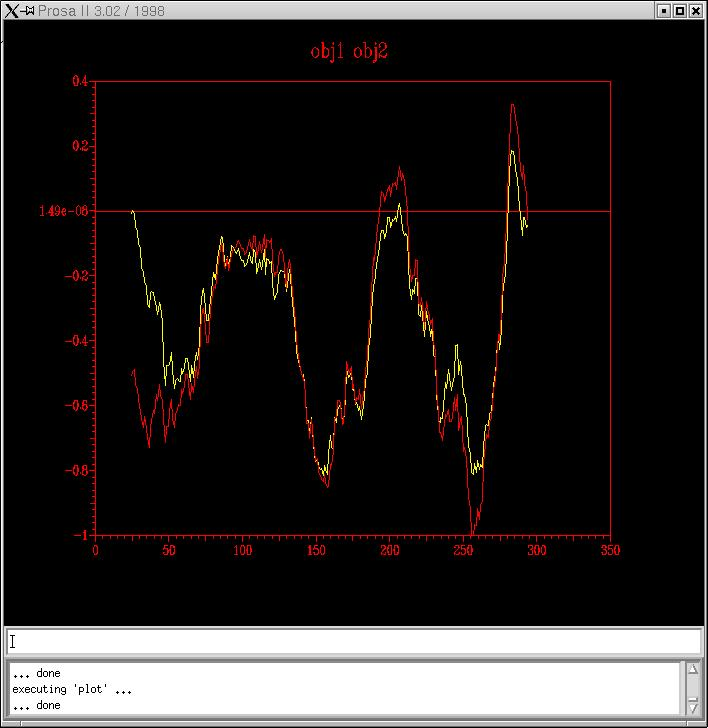 Prosa II 3.02 / 1998
obj1 obj2
0.4
0.2
1.49e-06
-0.2
-0.4
-0.6
-0.8
-1
0 50 100 150 200 250 300 350
... done
executing 'plot' ...
... done